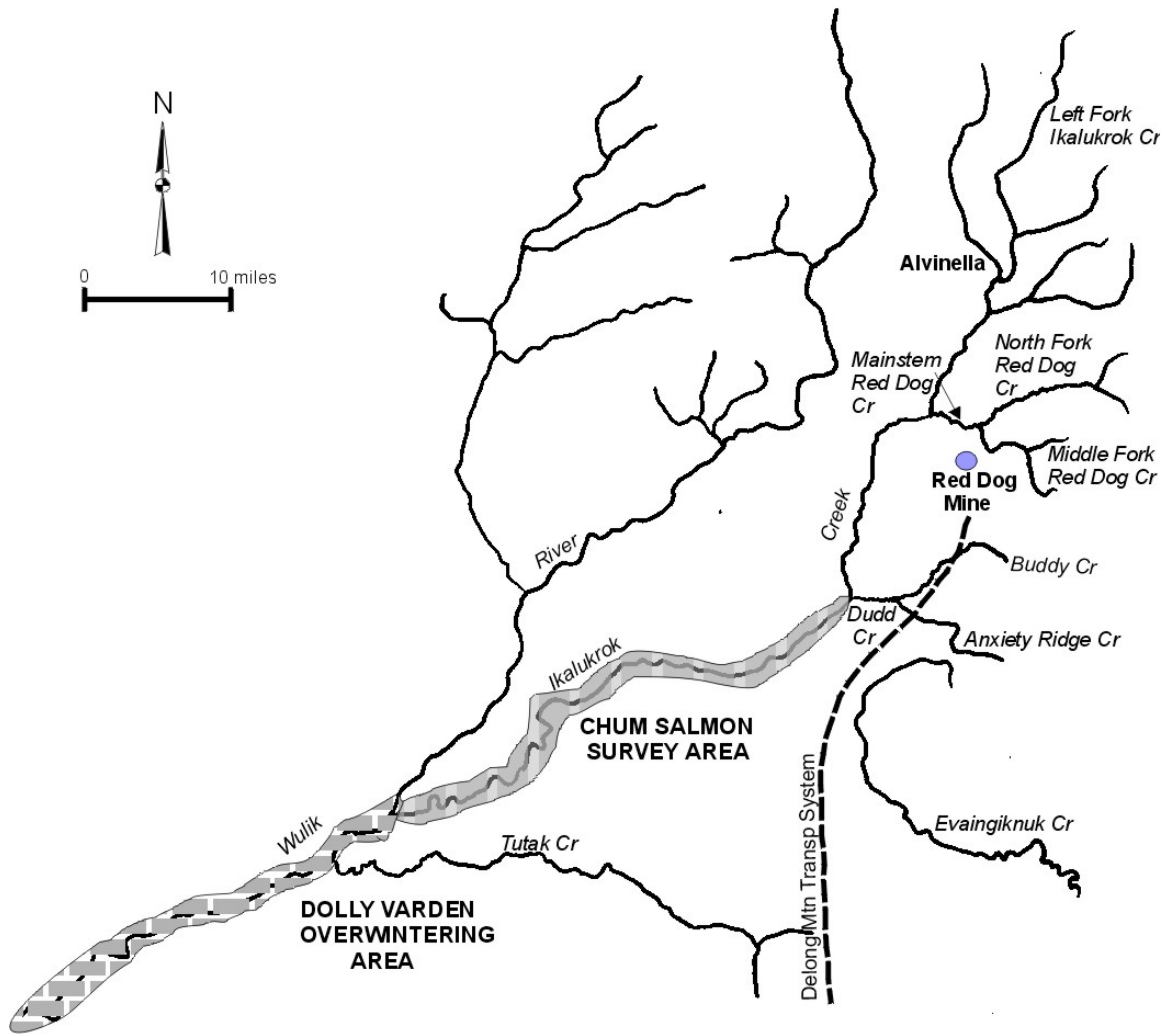 N
0 10 miles
Left Fork
Ikalukrok Cr
Alvinella
North Fork
Red Dog
Cr
Mainstem
Red Dog
Cr
Middle Fork
Red Dog Cr
Red Dog
Mine
Creek
River
Buddy Cr
Dudd
Cr
Anxiety Ridge Cr
Ikalukrok
CHUM SALMON
SURVEY AREA
Delong Mtn Transp System
Evaingiknuk Cr
Wulik
Tutak Cr
DOLLY VARDEN
OVERWINTERING
AREA